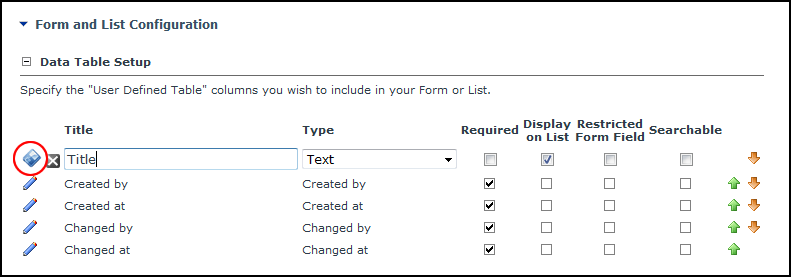 Form and List Configuration
Data Table Setup
Specify the "User Defined Table" columns you wish to include in your Form or List.
Title Type Required Display on List Restricted Form Field Searchable
Title Text
Created by Created by
Created at Created at
Changed by Changed by
Changed at Changed at